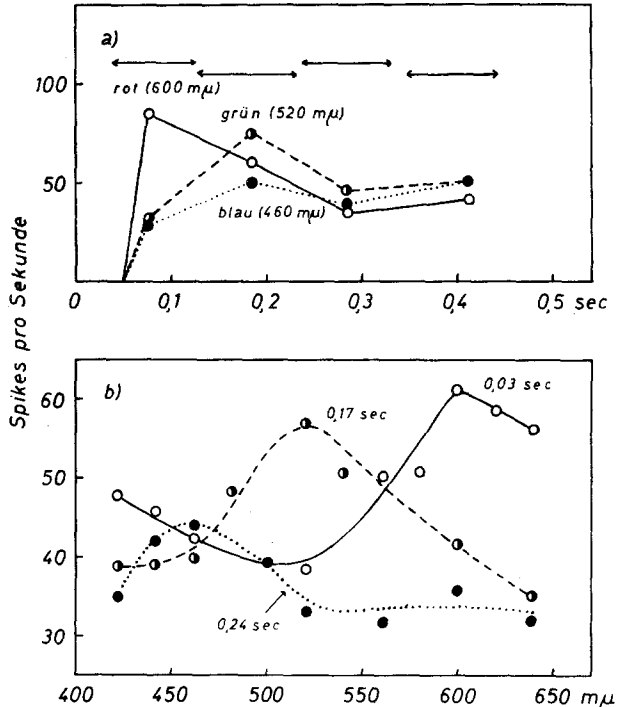 a)
100
50
rot (600 mµ)
grün (520 mµ)
blau (460 mµ)
0 0,1 0,2 0,3 0,4 0,5 sec
Spikes pro Sekunde
b)
60
50
40
30
0,03 sec
0,17 sec
0,24 sec
400 450 500 550 600 650 mµ